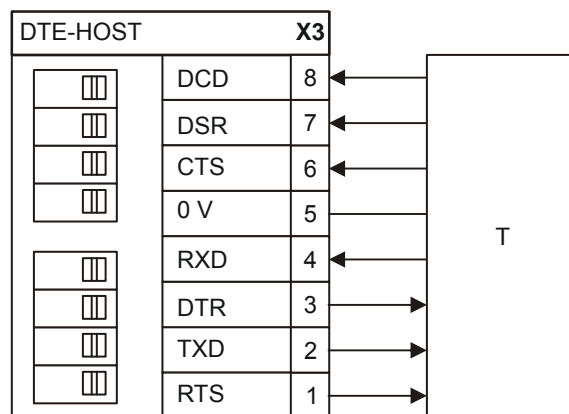 DTE-HOST X3
DCD 8
DSR 7
CTS 6
0 V 5
RXD 4
DTR 3
TXD 2
RTS 1
T